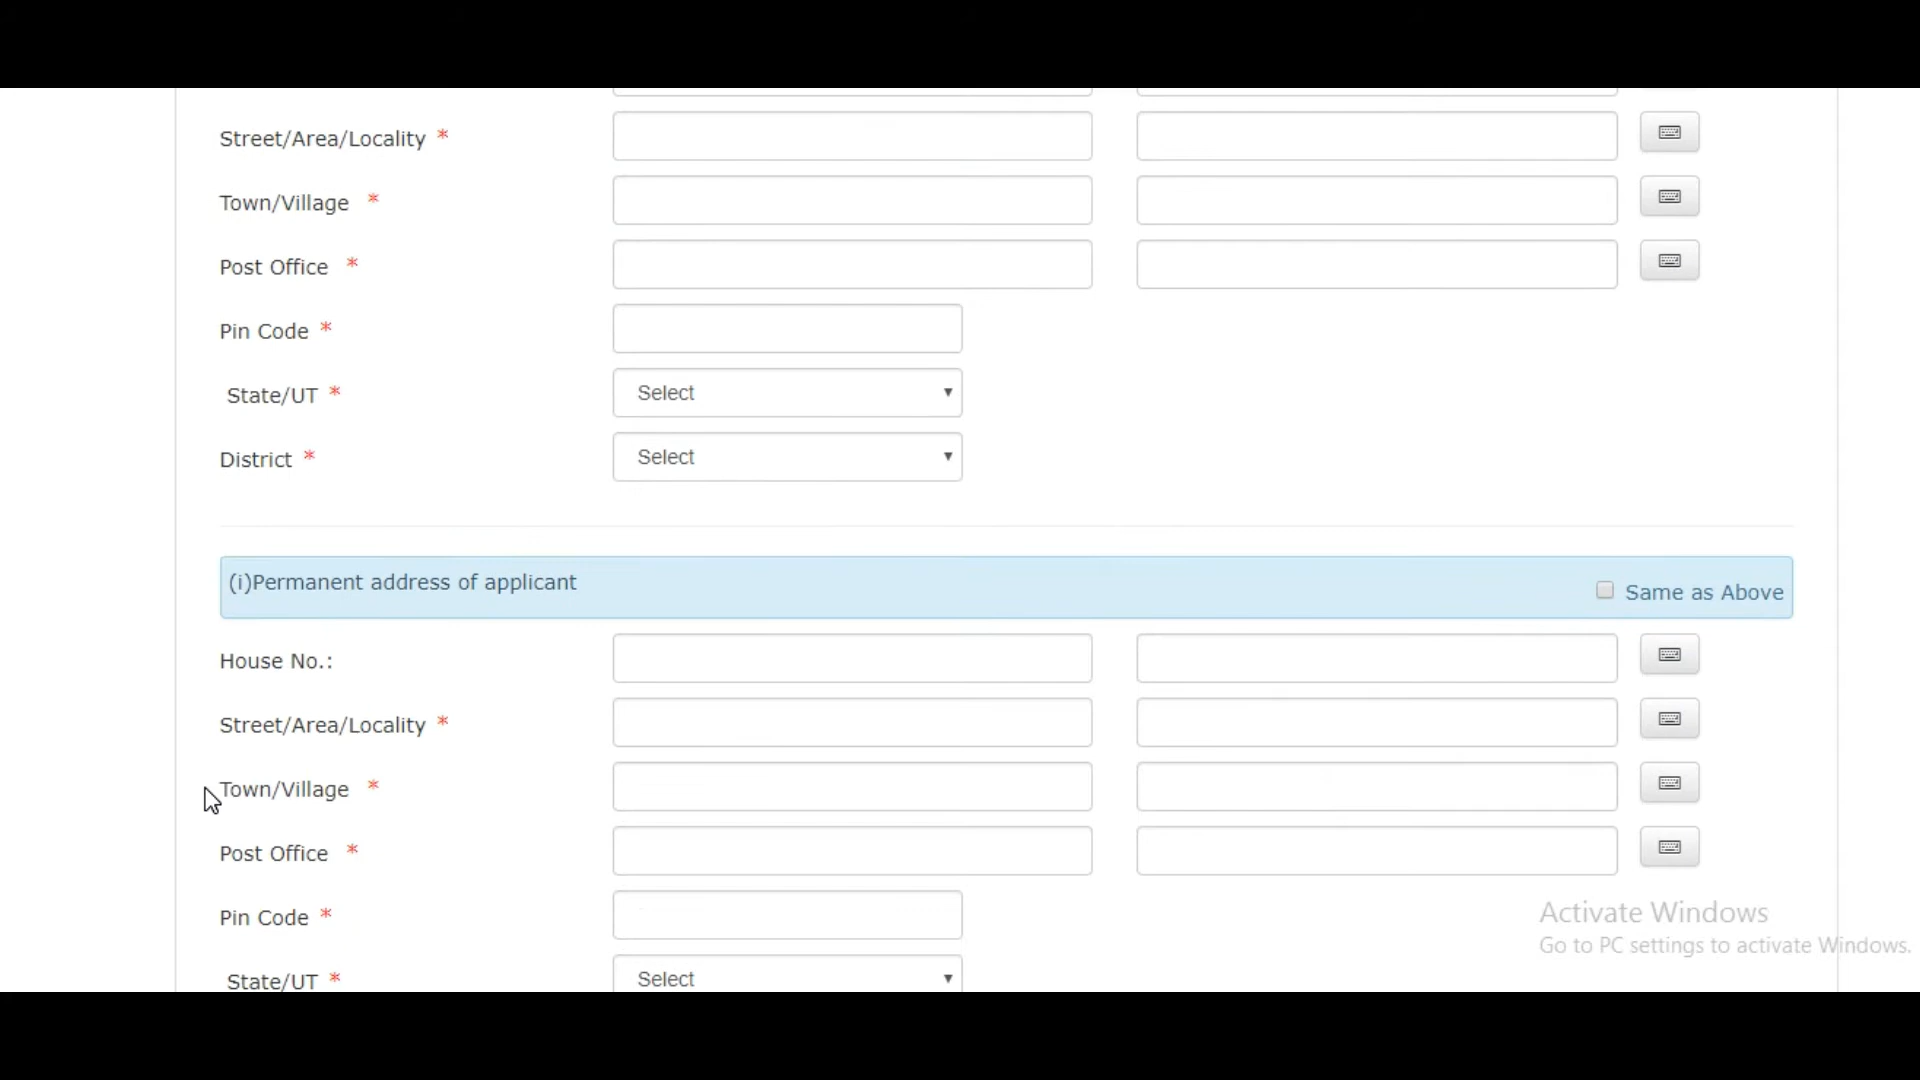 Street/Area/Locality *
Town/Village *
Post Office *
Pin Code *
State/UT * Select
District * Select
(i)Permanent address of applicant Same as Above
House No.:
Street/Area/Locality *
Town/Village *
Post Office *
Pin Code *
State/UT * Select
Activate Windows
Go to PC settings to activate Windows.